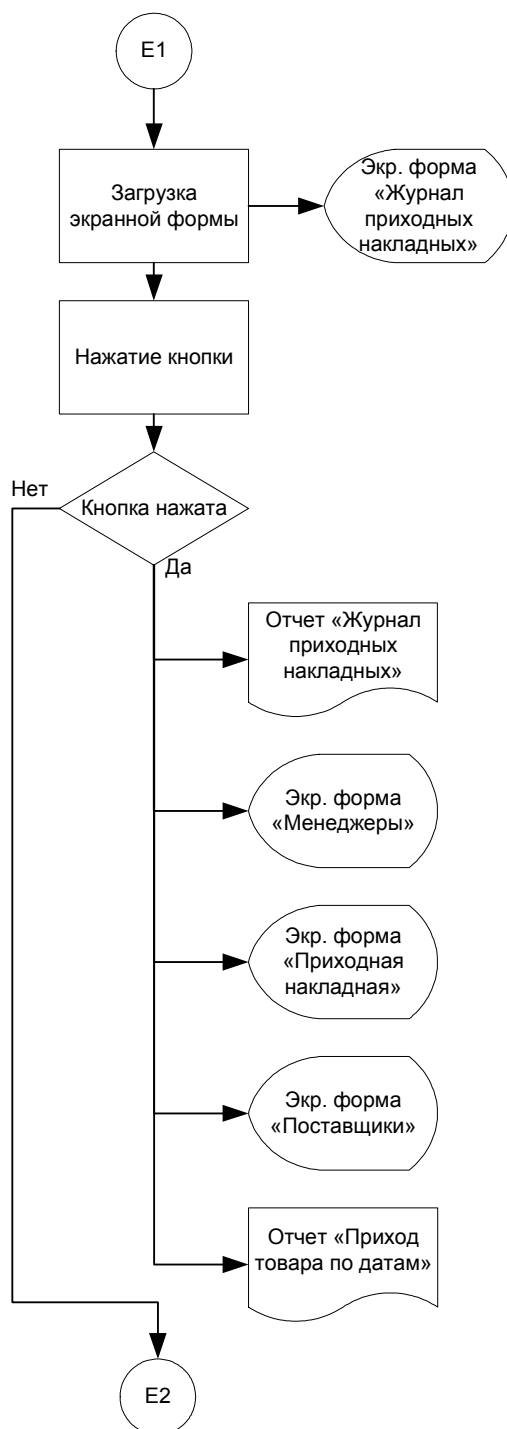 E1
Загрузка
экранной формы
Экр. форма
«Журнал
приходных
накладных»
Нажатие кнопки
Нет
Кнопка нажата
Да
Отчет «Журнал
приходных
накладных»
Экр. форма
«Менеджеры»
Экр. форма
«Приходная
накладная»
Экр. форма
«Поставщики»
Отчет «Приход
товара по датам»
E2